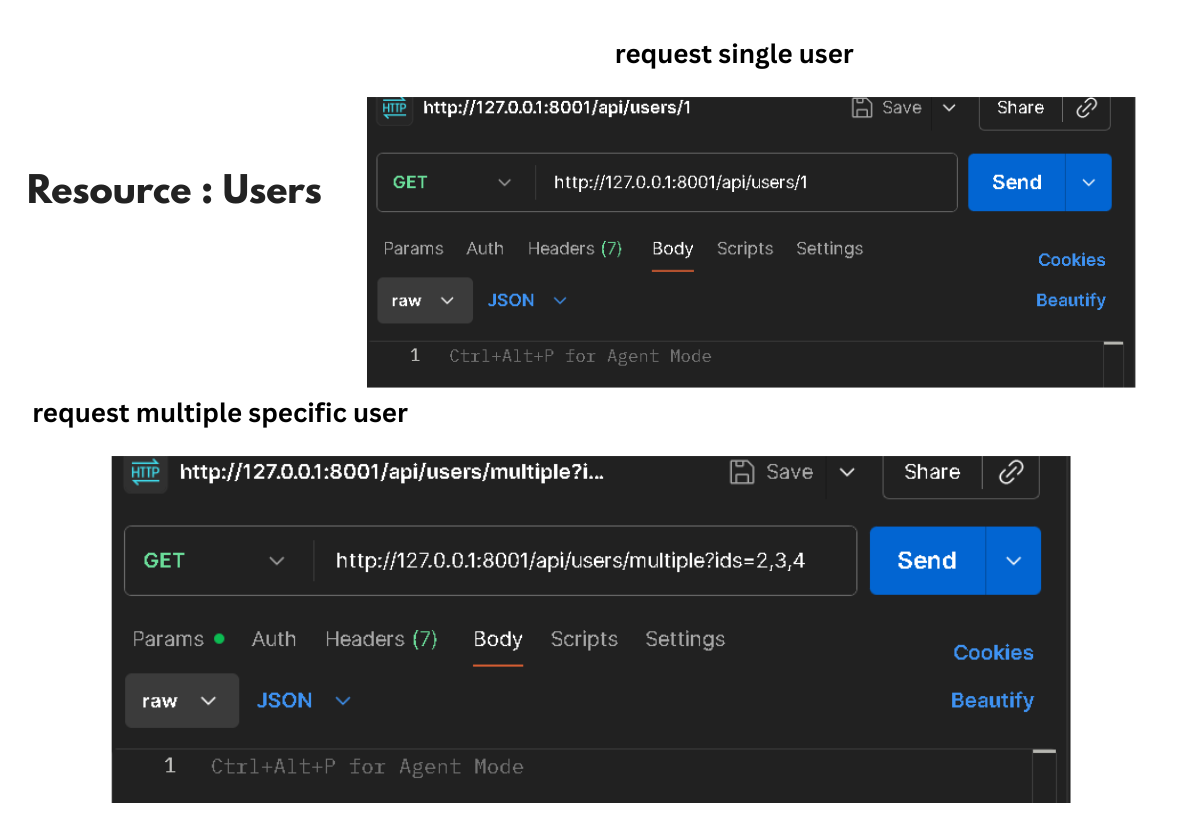 request single user
HTTP http://127.0.0.1:8001/api/users/1 Save Share
Resource : Users
GET http://127.0.0.1:8001/api/users/1 Send
Params Auth Headers (7) Body Scripts Settings
Cookies
raw JSON Beautify
1 Ctrl+Alt+P for Agent Mode
request multiple specific user
HTTP http://127.0.0.1:8001/api/users/multiple?i... Save Share
GET http://127.0.0.1:8001/api/users/multiple?ids=2,3,4 Send
Params Auth Headers (7) Body Scripts Settings
Cookies
raw JSON Beautify
1 Ctrl+Alt+P for Agent Mode